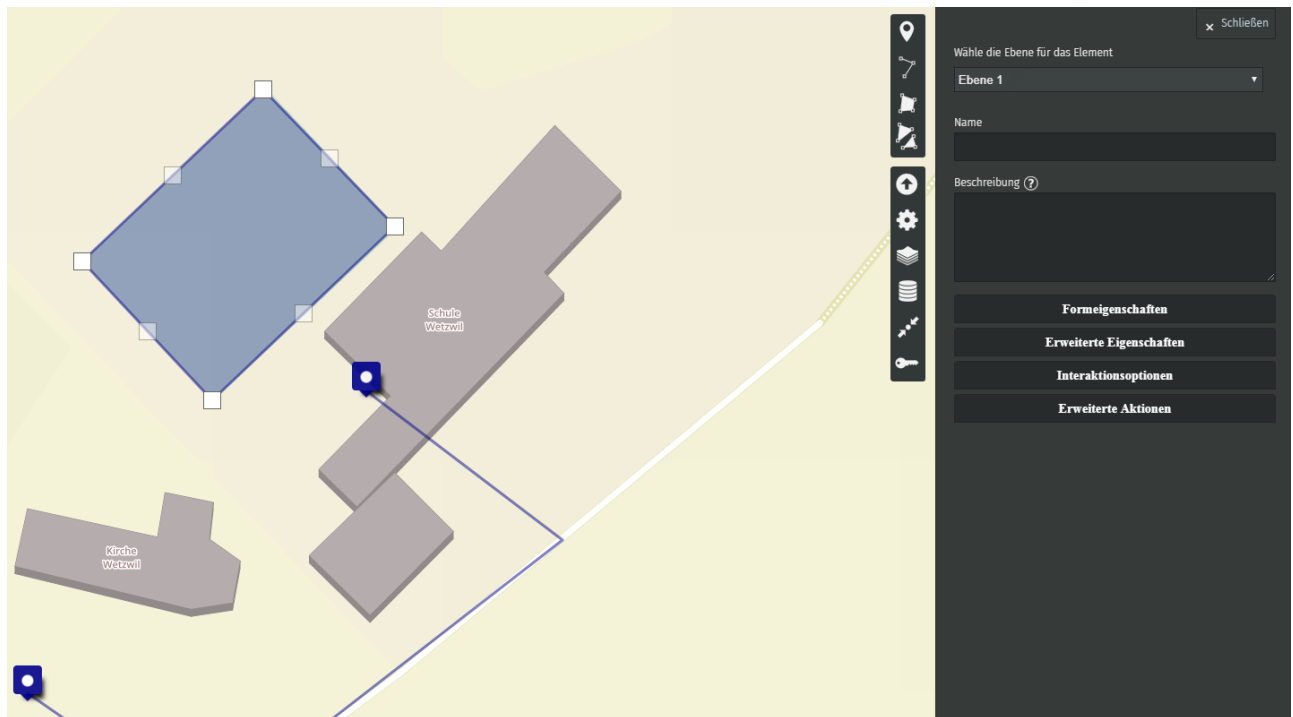 Schule
Wetzwil
Kirche
Wetzwil
× Schließen
Wähle die Ebene für das Element
Ebene 1
Name
Beschreibung ?
Formeigenschaften
Erweiterte Eigenschaften
Interaktionsoptionen
Erweiterte Aktionen